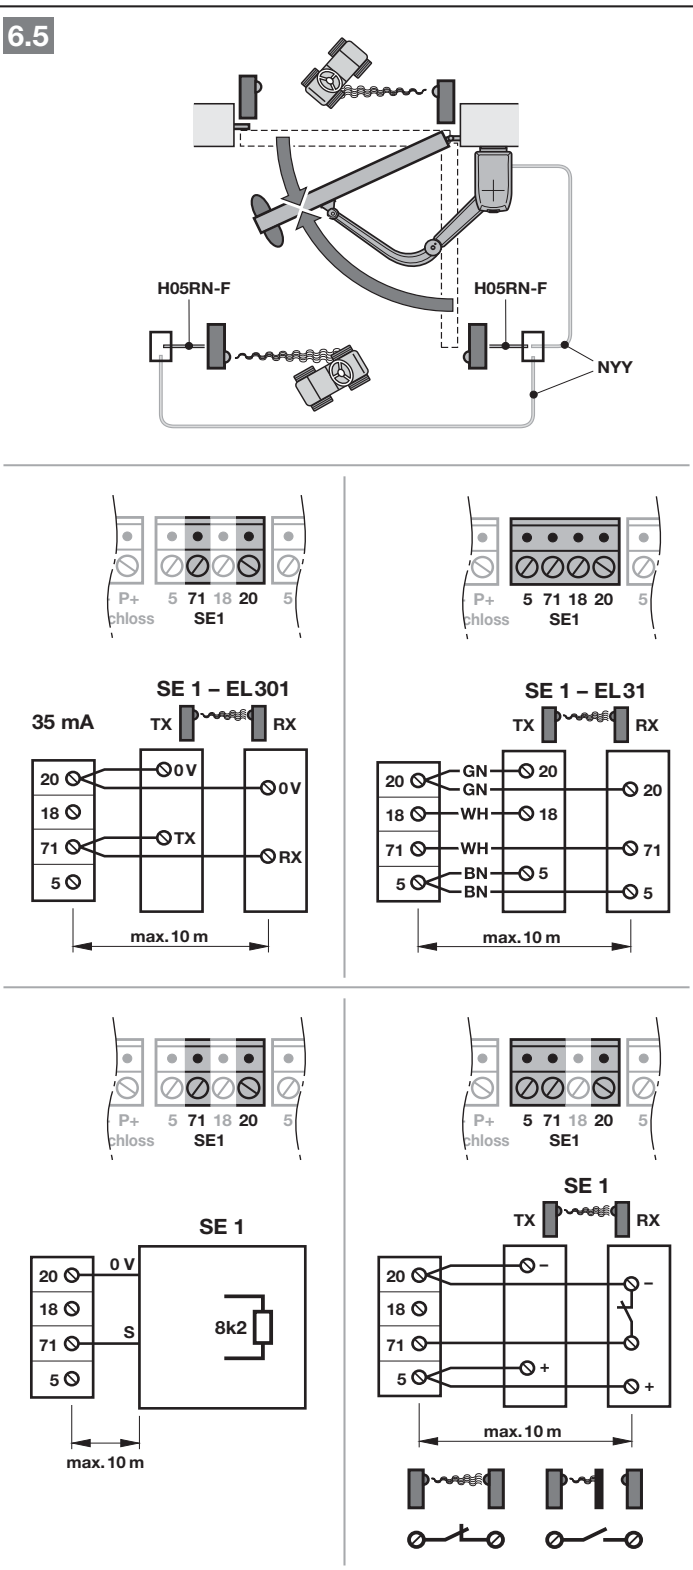 6.5
H05RN-F
H05RN-F
NYY
P+
chloss
5 71 18 20
SE1
5
SE 1 – EL301
35 mA
TX
RX
20
0V
0V
18
71
TX
RX
5
max. 10 m
P+
chloss
5 71 18 20
SE1
5
SE 1 – EL31
TX
RX
20
GN
20
GN
20
18
WH
18
71
WH
71
5
BN
5
BN
5
max. 10 m
P+
chloss
5 71 18 20
SE1
5
SE 1
20
0 V
18
8k2
71
S
5
max. 10 m
P+
chloss
5 71 18 20
SE1
5
SE 1
TX
RX
20
–
–
18
71
5
+
+
max. 10 m